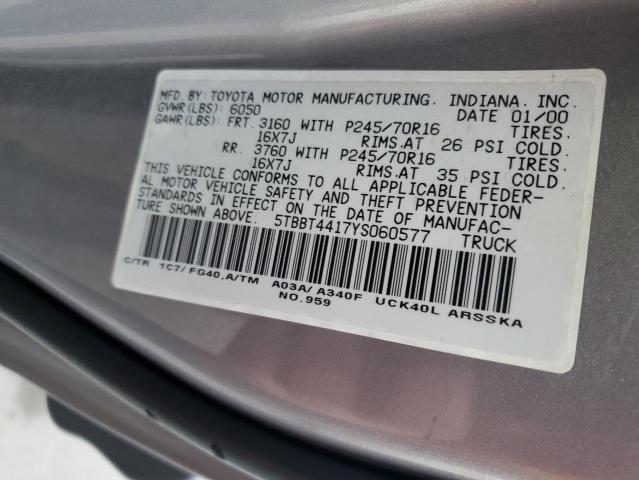 MFD. BY: TOYOTA MOTOR MANUFACTURING. INDIANA. INC.
GVWR(LBS): 6050 DATE 01/00
GAWR(LBS): FRT. 3160 WITH P245/70R16 TIRES.
16X7J RIMS.AT 26 PSI COLD.
RR. 3760 WITH P245/70R16 TIRES.
16X7J RIMS.AT 35 PSI COLD.
THIS VEHICLE CONFORMS TO ALL APPLICABLE FEDER-
AL MOTOR VEHICLE SAFETY AND THEFT PREVENTION
STANDARDS IN EFFECT ON THE DATE OF MANUFAC-
TURE SHOWN ABOVE. 5TBBT4417YS060577 TRUCK
C/TR 1C7/ FG40.A/TM A03A/ A340F UCK40L ARSSKA
NO.959